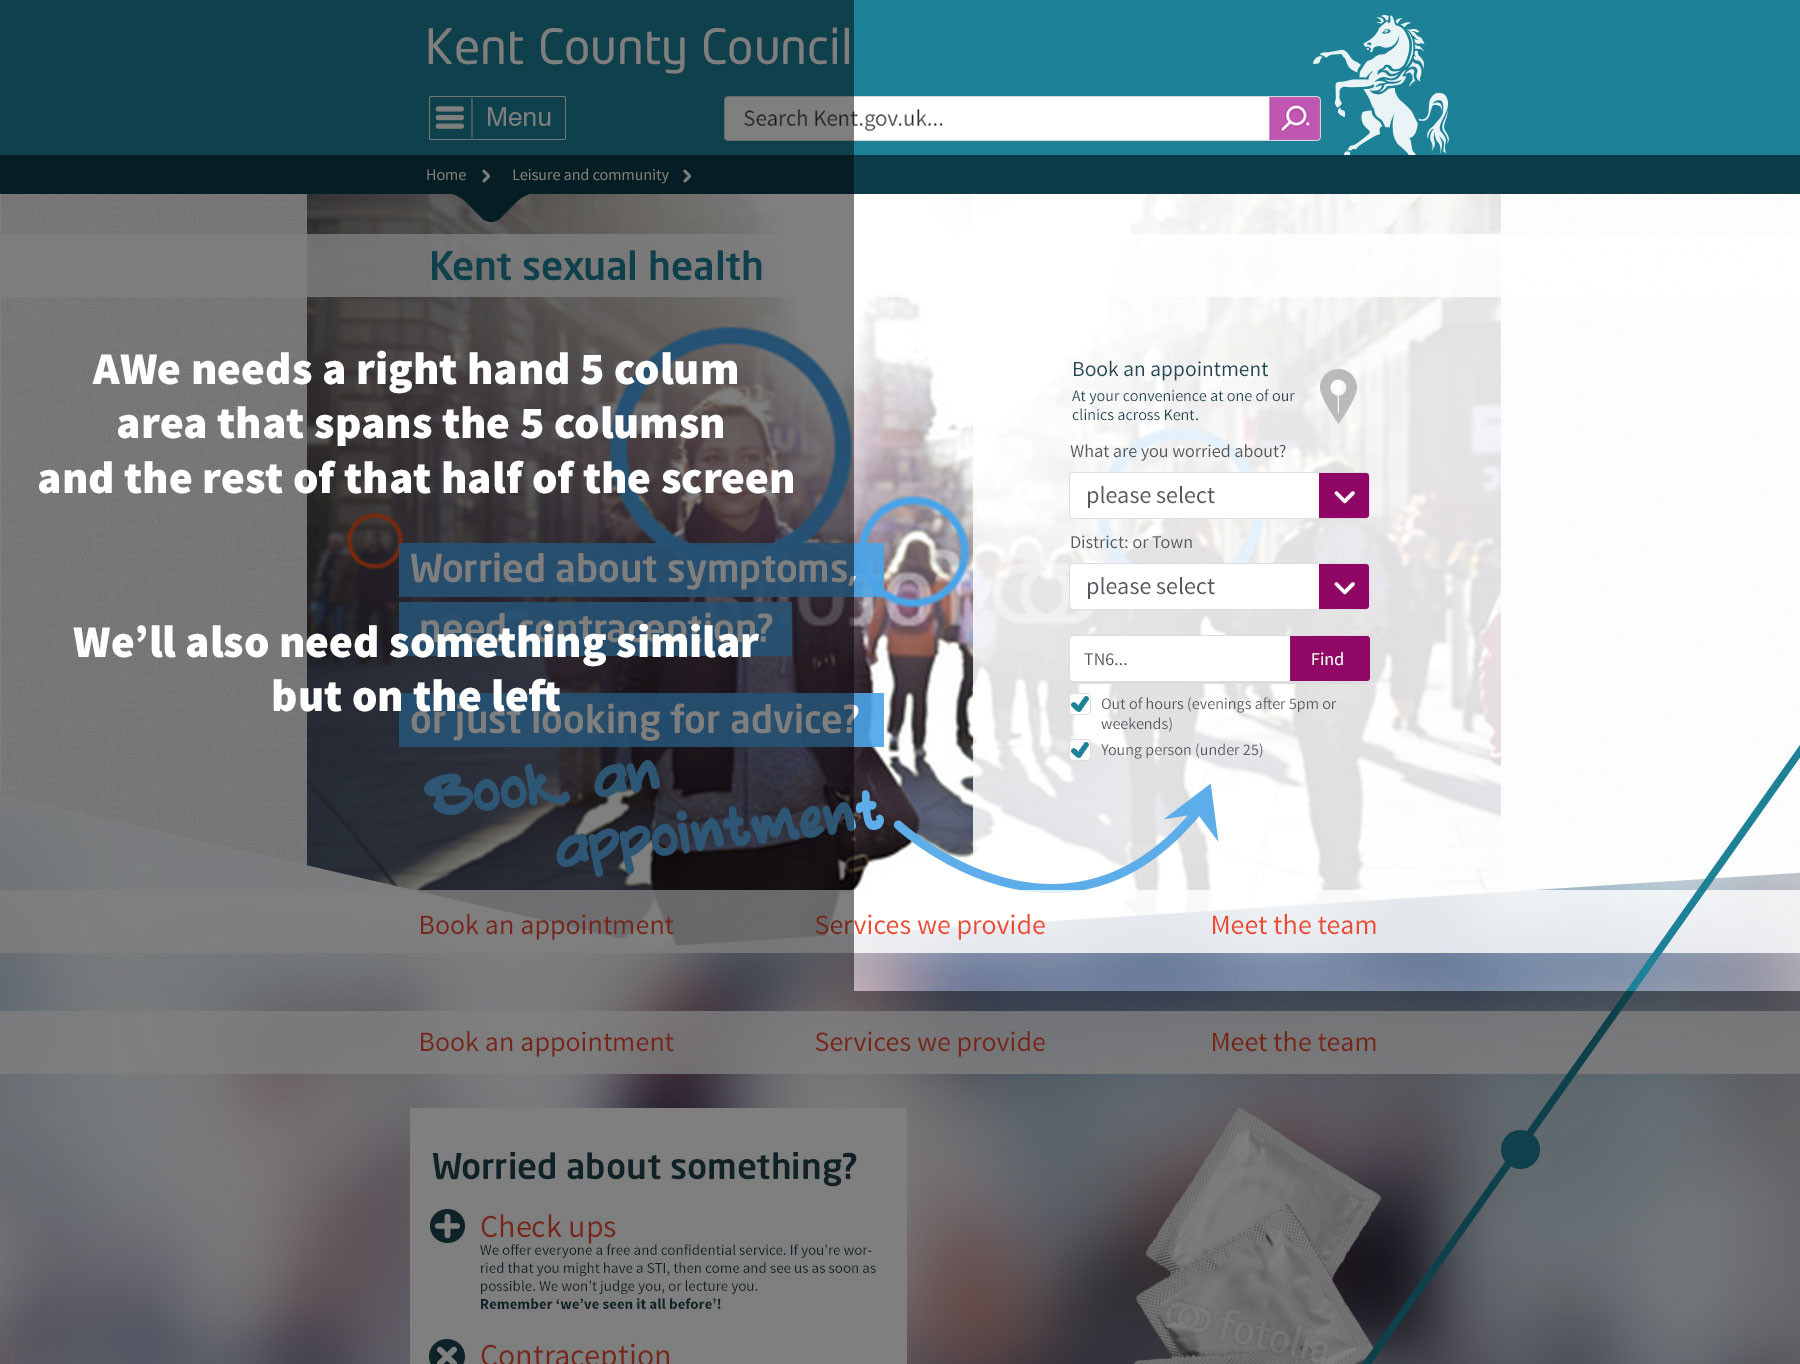 Kent County Council
Menu
Search Kent.gov.uk...
Home
Leisure and community
Kent sexual health
AWe needs a right hand 5 colum
area that spans the 5 columsn
and the rest of that half of the screen
We’ll also need something similar
but on the left
Worried about symptoms,
need contraception?
or just looking for advice?
Book an
appointment
Book an appointment
At your convenience at one of our
clinics across Kent.
What are you worried about?
please select
District: or Town
please select
TN6...
Find
Out of hours (evenings after 5pm or
weekends)
Young person (under 25)
Book an appointment
Services we provide
Meet the team
Book an appointment
Services we provide
Meet the team
Worried about something?
Check ups
We offer everyone a free and confidential service. If you’re wor-
ried that you might have a STI, then come and see us as soon as
possible. We won’t judge you, or lecture you.
Remember ‘we’ve seen it all before’!
Contraception
fotolia